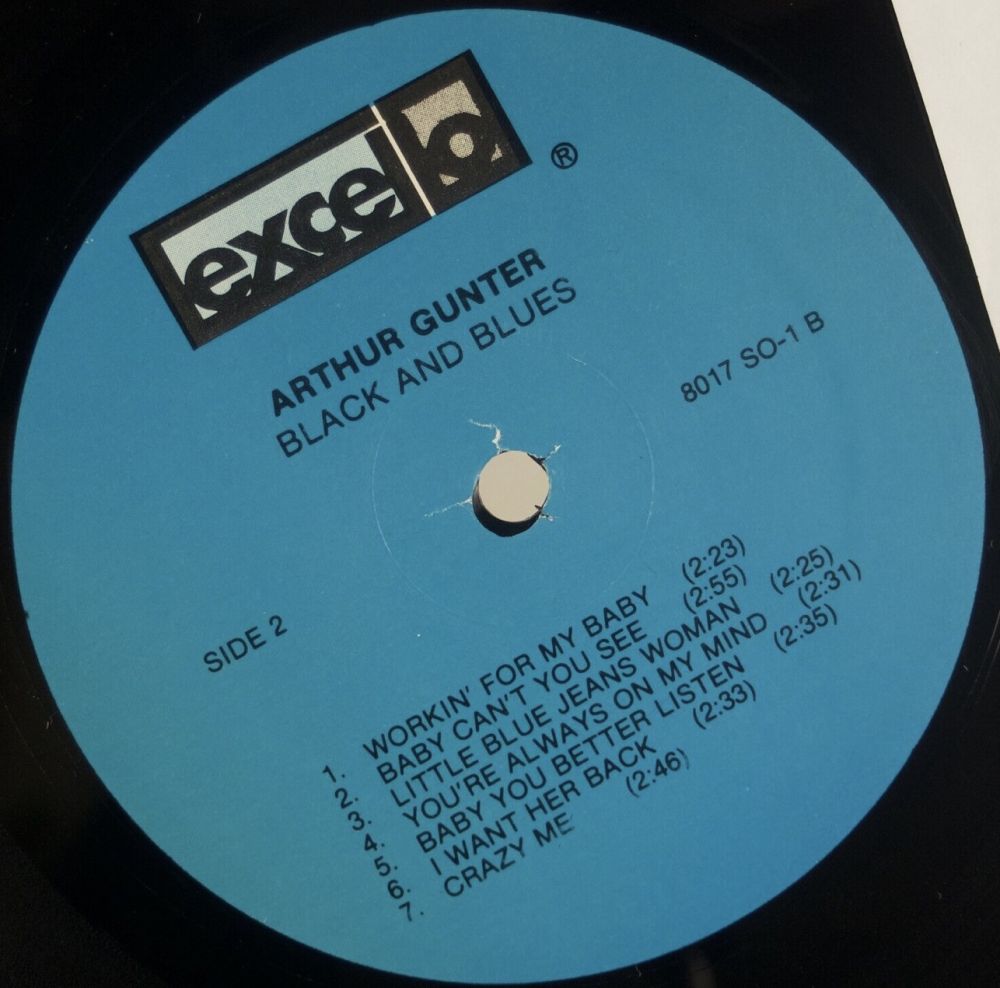 excello ®
ARTHUR GUNTER
BLACK AND BLUES
8017 SO-1 B
SIDE 2
1. WORKIN' FOR MY BABY (2:23)
2. BABY CAN'T YOU SEE (2:55)
3. LITTLE BLUE JEANS WOMAN (2:25)
4. YOU'RE ALWAYS ON MY MIND (2:31)
5. BABY YOU BETTER LISTEN (2:35)
6. I WANT HER BACK (2:33)
7. CRAZY ME (2:46)